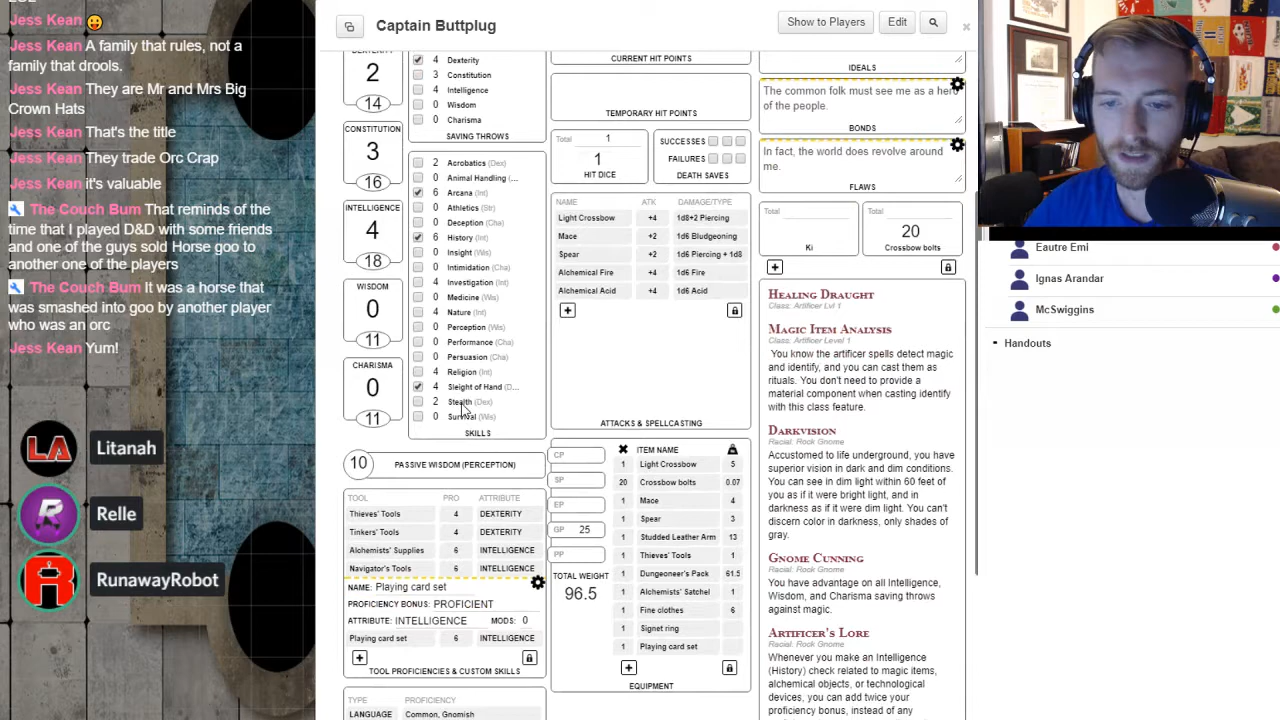 Jess Kean
Jess Kean A family that rules, not a
family that drools.
Jess Kean They are Mr and Mrs Big
Crown Hats
Jess Kean That's the title
Jess Kean They trade Orc Crap
Jess Kean it's valuable
The Couch Bum That reminds of the
time that I played D&D with some friends
and one of the guys sold Horse goo to
another one of the players
The Couch Bum It was a horse that
was smashed into goo by another player
who was an orc
Jess Kean Yum!
LA Litanah
Relle
RunawayRobot
Captain Buttplug
Show to Players Edit
2
14
CONSTITUTION
3
16
INTELLIGENCE
4
18
WISDOM
0
11
CHARISMA
0
11
4 Dexterity
3 Constitution
4 Intelligence
0 Wisdom
0 Charisma
SAVING THROWS
2 Acrobatics (Dex)
0 Animal Handling (...
6 Arcana (Int)
0 Athletics (Str)
0 Deception (Cha)
6 History (Int)
0 Insight (Wis)
0 Intimidation (Cha)
4 Investigation (Int)
0 Medicine (Wis)
4 Nature (Int)
0 Perception (Wis)
0 Performance (Cha)
0 Persuasion (Cha)
4 Religion (Int)
4 Sleight of Hand (D...
2 Stealth (Dex)
0 Survival (Wis)
SKILLS
10 PASSIVE WISDOM (PERCEPTION)
TOOL PRO ATTRIBUTE
Thieves' Tools 4 DEXTERITY
Tinkers' Tools 4 DEXTERITY
Alchemists' Supplies 6 INTELLIGENCE
Navigator's Tools 6 INTELLIGENCE
NAME: Playing card set
PROFICIENCY BONUS: PROFICIENT
ATTRIBUTE: INTELLIGENCE MODS: 0
Playing card set 6 INTELLIGENCE
TOOL PROFICIENCIES & CUSTOM SKILLS
TYPE PROFICIENCY
LANGUAGE Common, Gnomish
CURRENT HIT POINTS
TEMPORARY HIT POINTS
Total 1
1
HIT DICE
SUCCESSES
FAILURES
DEATH SAVES
NAME ATK DAMAGE/TYPE
Light Crossbow +4 1d8+2 Piercing
Mace +2 1d6 Bludgeoning
Spear +2 1d6 Piercing + 1d8
Alchemical Fire +4 1d6 Fire
Alchemical Acid +4 1d6 Acid
ATTACKS & SPELLCASTING
CP
SP
EP
GP 25
PP
TOTAL WEIGHT
96.5
ITEM NAME
1 Light Crossbow 5
20 Crossbow bolts 0.07
1 Mace 4
1 Spear 3
1 Studded Leather Arm 13
1 Thieves' Tools 1
1 Dungeoneer's Pack 61.5
1 Alchemists' Satchel 1
1 Fine clothes 6
1 Signet ring
1 Playing card set
EQUIPMENT
IDEALS
The common folk must see me as a hero
of the people.
BONDS
In fact, the world does revolve around
me.
FLAWS
Total
Ki
Total
20
Crossbow bolts
HEALING DRAUGHT
Class: Artificer Lvl 1
MAGIC ITEM ANALYSIS
Class: Artificer Level 1
You know the artificer spells detect magic
and identify, and you can cast them as
rituals. You don't need to provide a
material component when casting identify
with this class feature.
DARKVISION
Racial: Rock Gnome
Accustomed to life underground, you have
superior vision in dark and dim conditions.
You can see in dim light within 60 feet of
you as if it were bright light, and in
darkness as if it were dim light. You can't
discern color in darkness, only shades of
gray.
GNOME CUNNING
Racial: Rock Gnome
You have advantage on all Intelligence,
Wisdom, and Charisma saving throws
against magic.
ARTIFICER'S LORE
Racial: Rock Gnome
Whenever you make an Intelligence
(History) check related to magic items,
alchemical objects, or technological
devices, you can add twice your
proficiency bonus, instead of any
Eautre Emi
Ignas Arandar
McSwiggins
Handouts